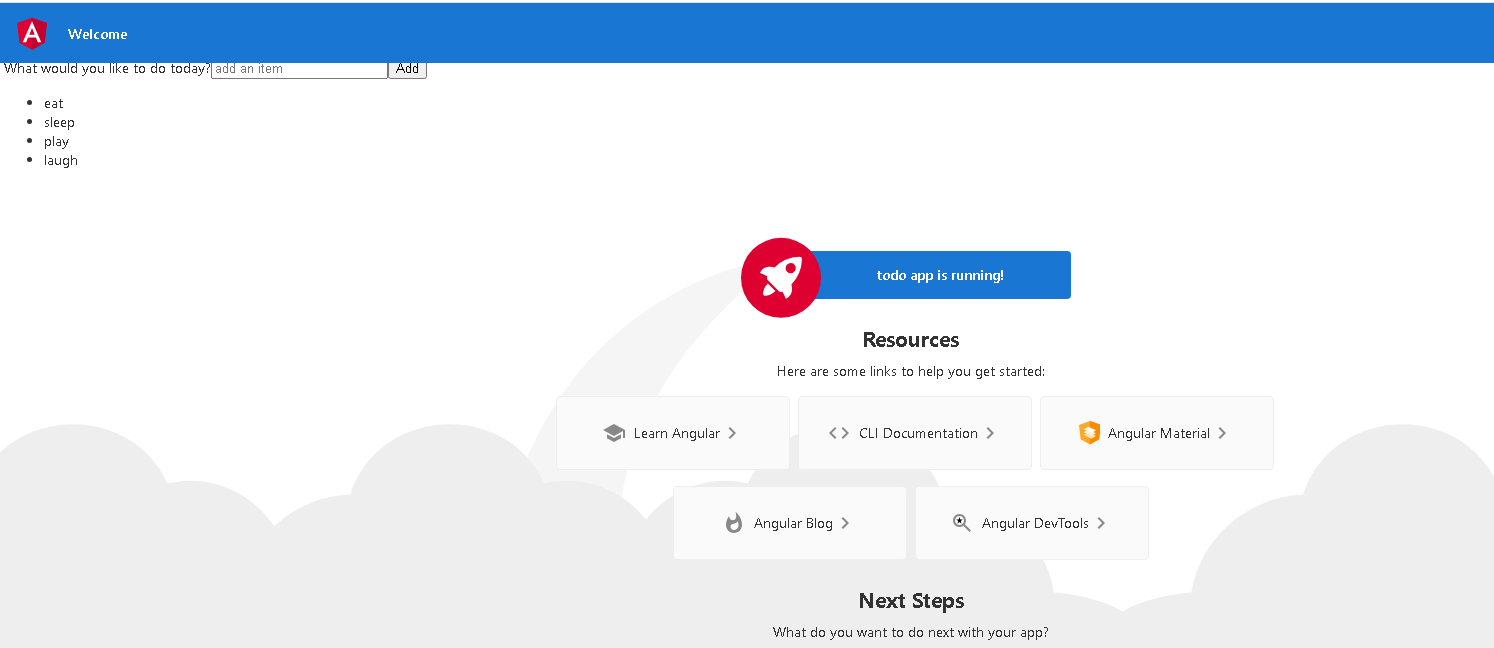 Welcome
What would you like to do today? add an item Add
eat
sleep
play
laugh
todo app is running!
Resources
Here are some links to help you get started:
Learn Angular CLI Documentation Angular Material
Angular Blog Angular DevTools
Next Steps
What do you want to do next with your app?